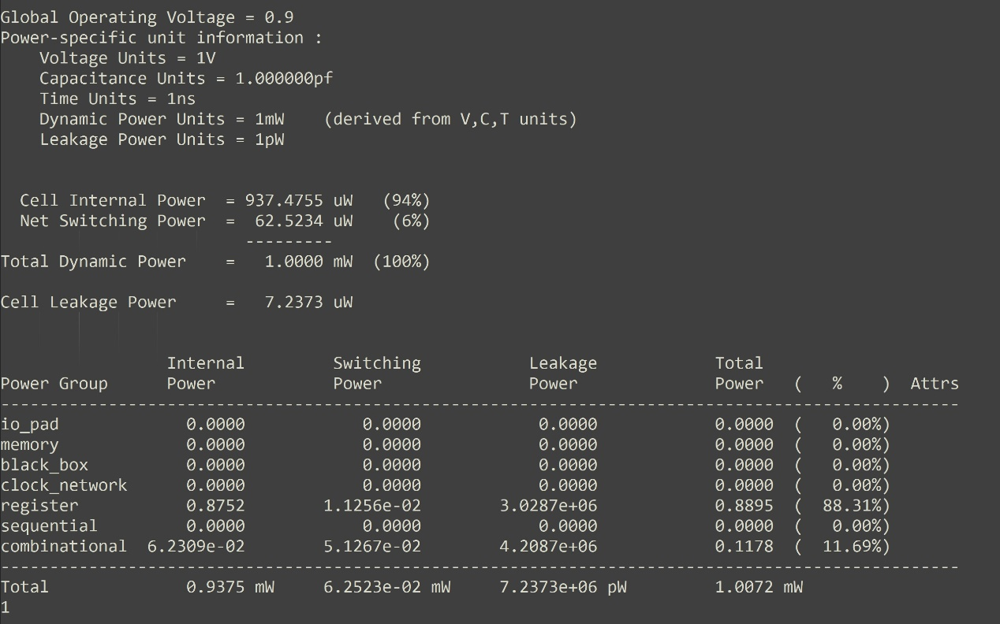 Global Operating Voltage = 0.9
Power-specific unit information :
    Voltage Units = 1V
    Capacitance Units = 1.000000pf
    Time Units = 1ns
    Dynamic Power Units = 1mW    (derived from V,C,T units)
    Leakage Power Units = 1pW


  Cell Internal Power  = 937.4755 uW   (94%)
  Net Switching Power  =  62.5234 uW    (6%)
                         ---------
Total Dynamic Power    =   1.0000 mW  (100%)

Cell Leakage Power     =   7.2373 uW


                 Internal         Switching           Leakage            Total
Power Group      Power            Power               Power              Power   (   %    )  Attrs
--------------------------------------------------------------------------------------------------
io_pad             0.0000            0.0000            0.0000            0.0000  (   0.00%)
memory             0.0000            0.0000            0.0000            0.0000  (   0.00%)
black_box          0.0000            0.0000            0.0000            0.0000  (   0.00%)
clock_network      0.0000            0.0000            0.0000            0.0000  (   0.00%)
register           0.8752        1.1256e-02        3.0287e+06            0.8895  (  88.31%)
sequential         0.0000            0.0000            0.0000            0.0000  (   0.00%)
combinational  6.2309e-02        5.1267e-02        4.2087e+06            0.1178  (  11.69%)
--------------------------------------------------------------------------------------------------
Total              0.9375 mW     6.2523e-02 mW     7.2373e+06 pW         1.0072 mW
1